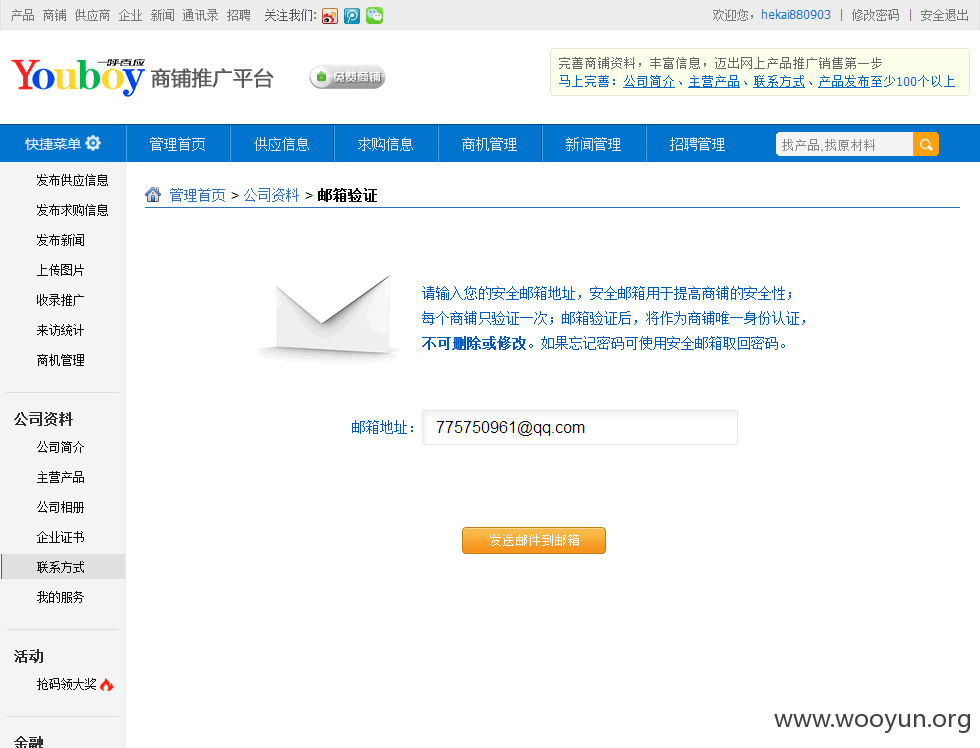 产品 商铺 供应商 企业 新闻 通讯录 招聘 关注我们:
欢迎您，hekai880903 | 修改密码 | 安全退出
Youboy 一呼百应 商铺推广平台 免费商铺
完善商铺资料，丰富信息，迈出网上产品推广销售第一步
马上完善：公司简介、主营产品、联系方式、产品发布至少100个以上
快捷菜单 管理首页 供应信息 求购信息 商机管理 新闻管理 招聘管理 找产品,找原材料
发布供应信息
发布求购信息
发布新闻
上传图片
收录推广
来访统计
商机管理
公司资料
公司简介
主营产品
公司相册
企业证书
联系方式
我的服务
活动
抢码领大奖
金融
管理首页 > 公司资料 > 邮箱验证
请输入您的安全邮箱地址，安全邮箱用于提高商铺的安全性；
每个商铺只验证一次；邮箱验证后，将作为商铺唯一身份认证，
不可删除或修改。如果忘记密码可使用安全邮箱取回密码。
邮箱地址： 775750961@qq.com
发送邮件到邮箱
www.wooyun.org